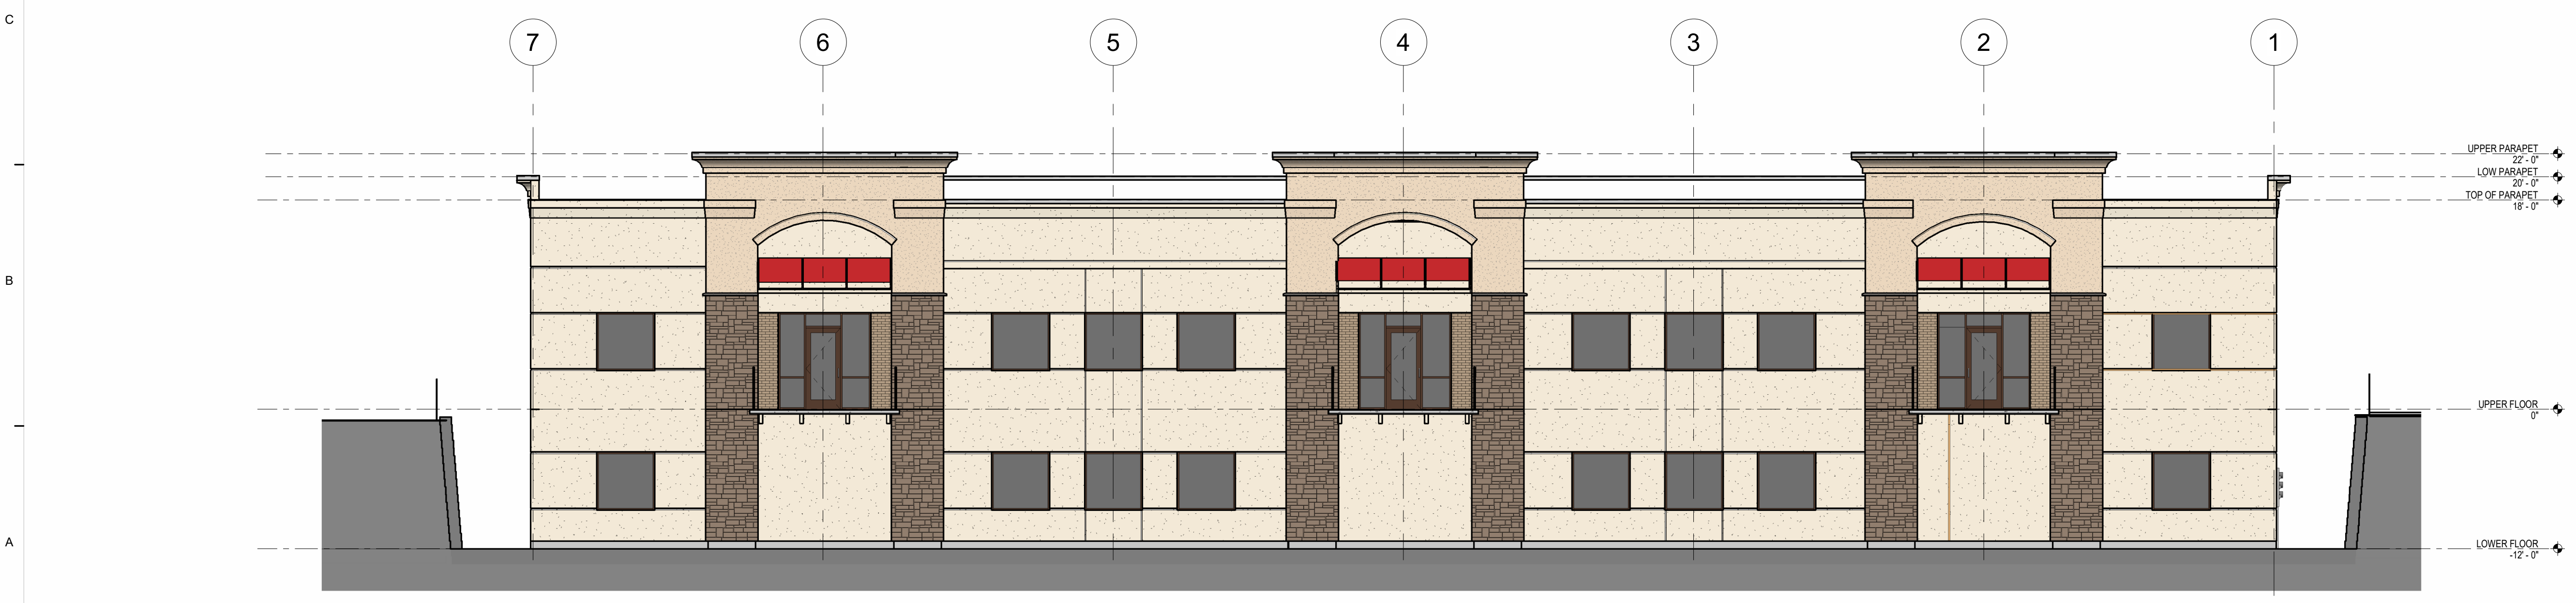 C
7 6 5 4 3 2 1
UPPER PARAPET
22' - 0"
LOW PARAPET
20' - 0"
TOP OF PARAPET
18' - 0"
B
UPPER FLOOR
0"
A
LOWER FLOOR
-12' - 0"